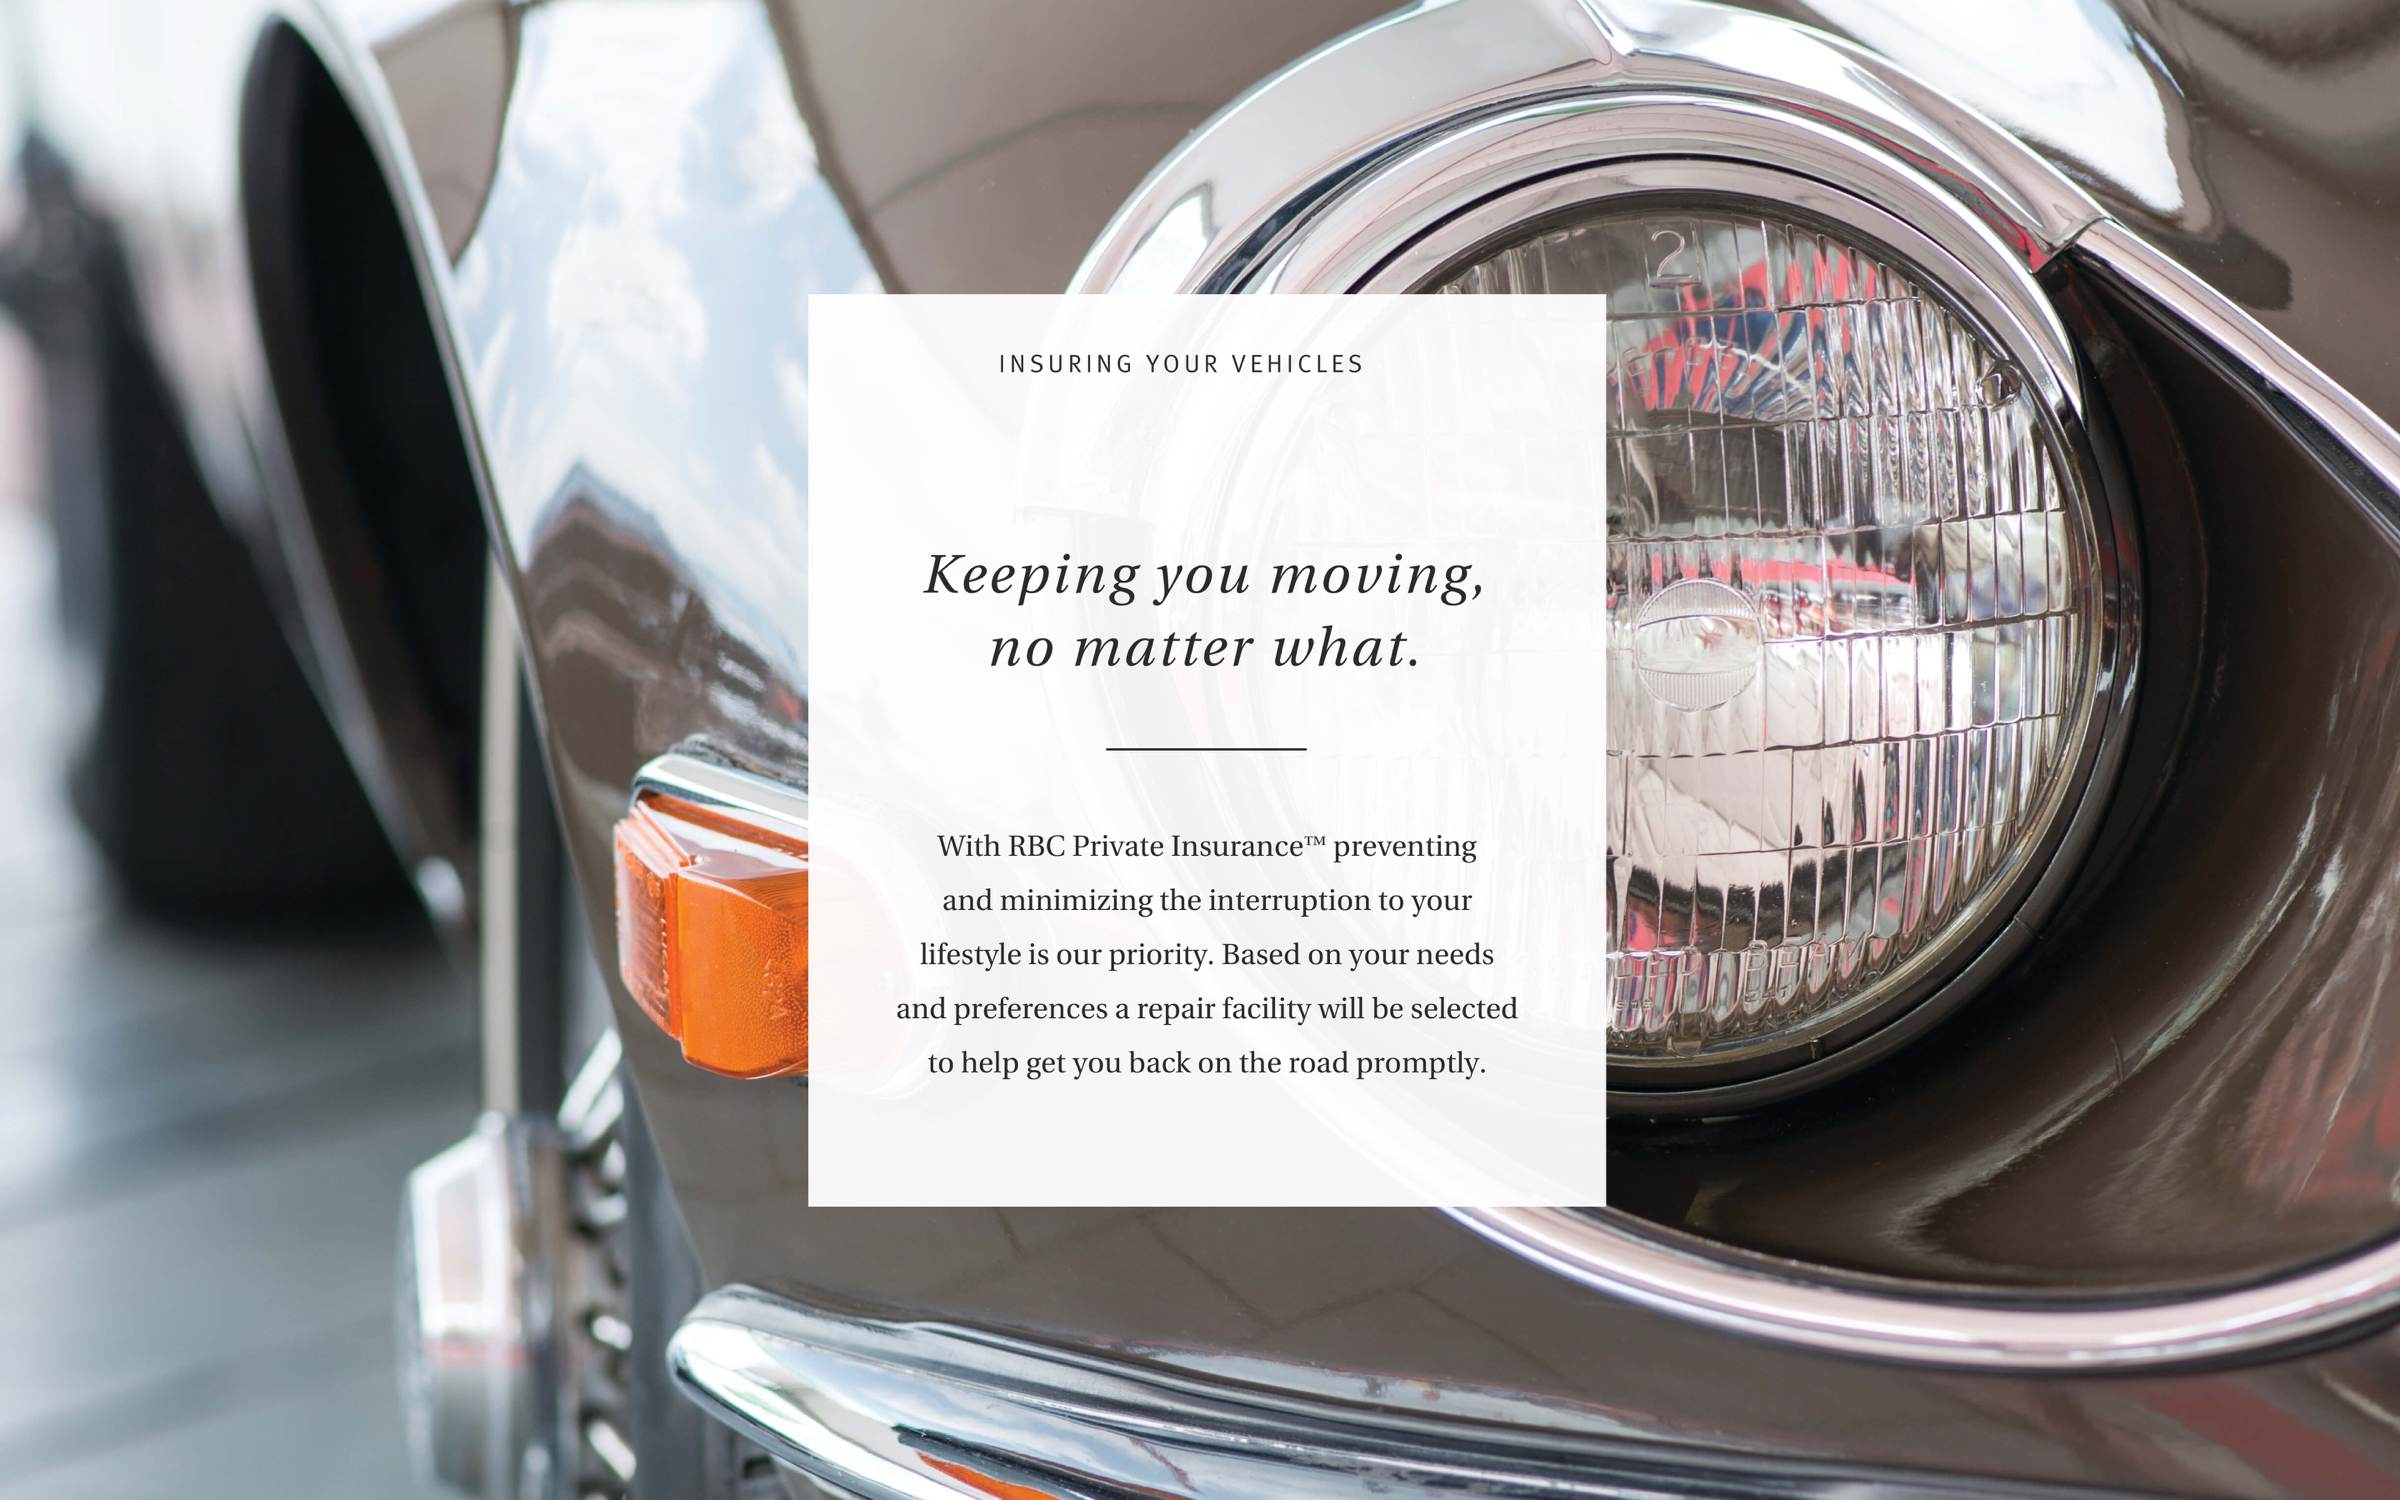 2
INSURING YOUR VEHICLES
Keeping you moving,
no matter what.
With RBC Private Insurance™ preventing
and minimizing the interruption to your
lifestyle is our priority. Based on your needs
and preferences a repair facility will be selected
to help get you back on the road promptly.